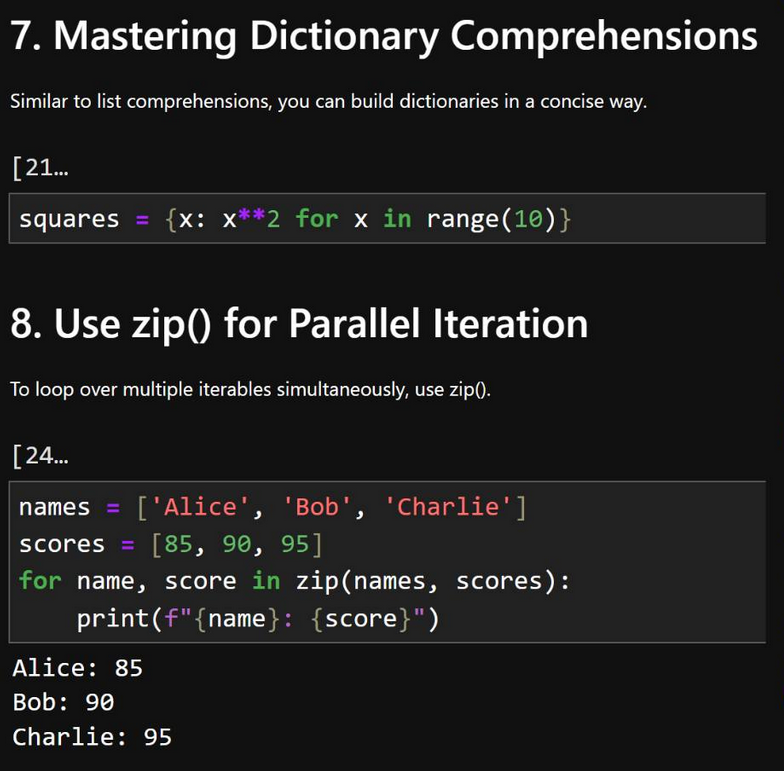 7. Mastering Dictionary Comprehensions
Similar to list comprehensions, you can build dictionaries in a concise way.
[21…
squares = {x: x**2 for x in range(10)}
8. Use zip() for Parallel Iteration
To loop over multiple iterables simultaneously, use zip().
[24…
names = ['Alice', 'Bob', 'Charlie']
scores = [85, 90, 95]
for name, score in zip(names, scores):
    print(f"{name}: {score}")
Alice: 85
Bob: 90
Charlie: 95